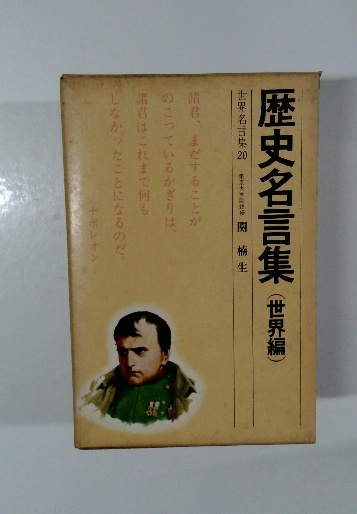 歴史名言集（世界編）
世界名言集20
関楠生
諸君、まだすることが
のこっているかぎりは、
諸君はこれまで何も
しなかったことになるのだ。
ナポレオン